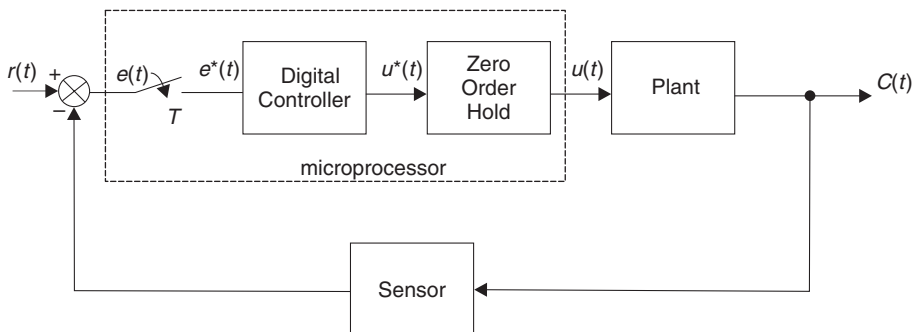 r(t)
+
−
e(t)
T
e*(t)
Digital
Controller
u*(t)
Zero
Order
Hold
u(t)
Plant
C(t)
microprocessor
Sensor